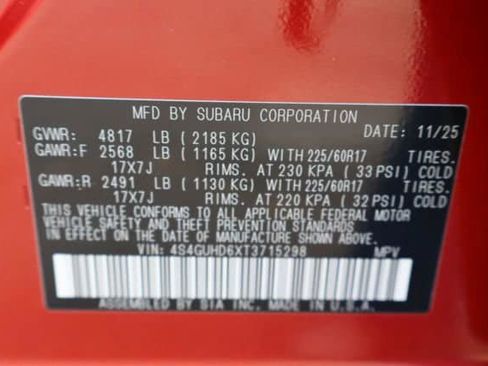 MFD BY SUBARU CORPORATION
GVWR: 4817 LB ( 2185 KG) DATE: 11/25
GAWR:F 2568 LB ( 1165 KG) WITH 225/60R17 TIRES.
17X7J RIMS. AT 230 KPA ( 33 PSI) COLD
GAWR:R 2491 LB ( 1130 KG) WITH 225/60R17 TIRES.
17X7J RIMS. AT 220 KPA ( 32 PSI) COLD
THIS VEHICLE CONFORMS TO ALL APPLICABLE FEDERAL MOTOR
VEHICLE SAFETY AND THEFT PREVENTION STANDARDS
IN EFFECT ON THE DATE OF MANUFACTURE SHOWN ABOVE.
VIN: 4S4GUHD6XT3715298 MPV
ASSEMBLED BY SIA INC. MADE IN U.S.A.